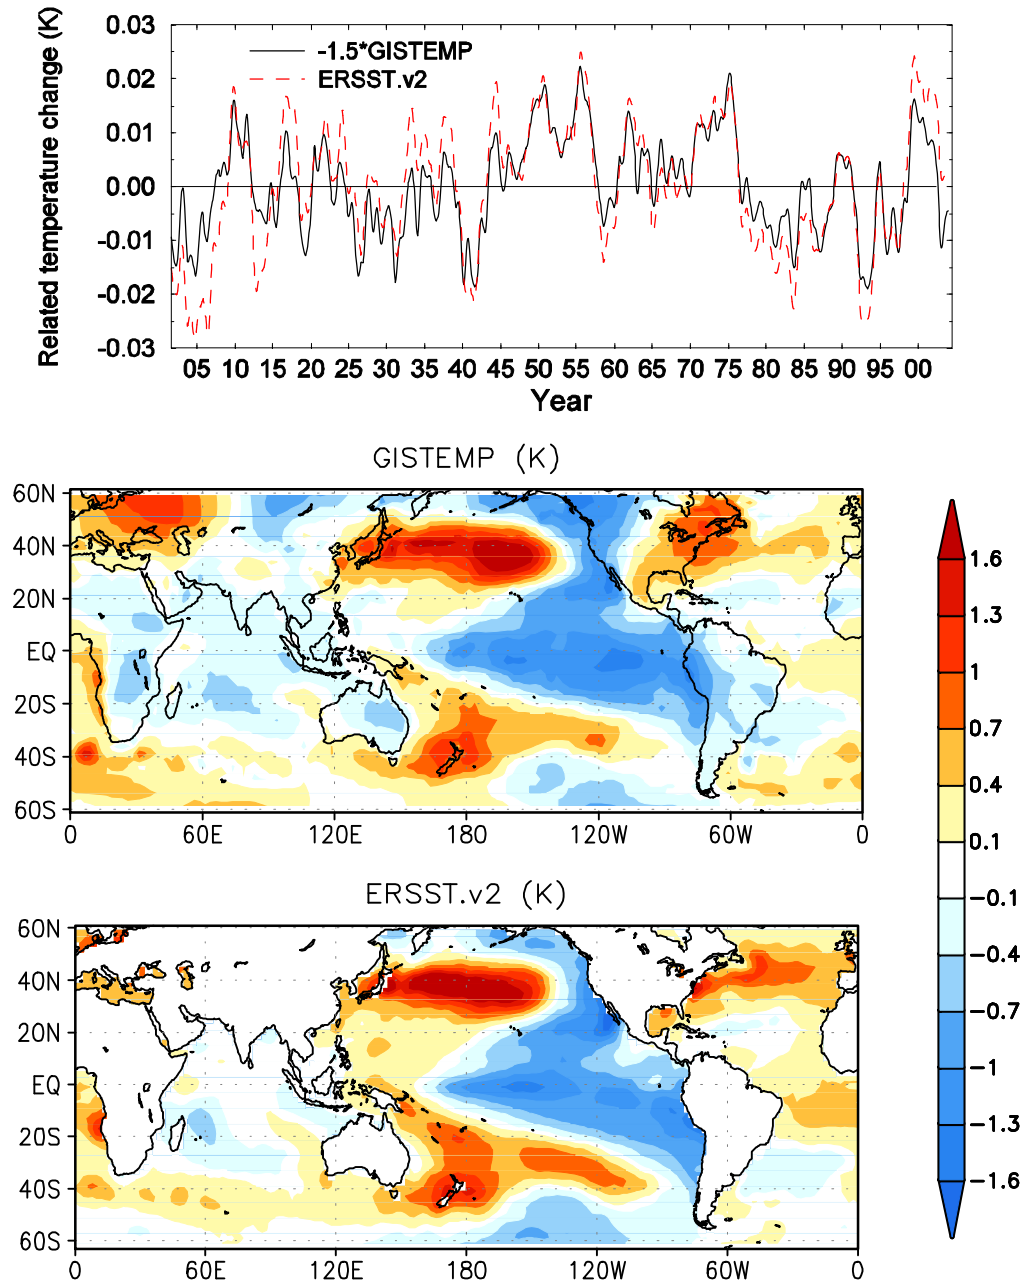 Related temperature change (K)
0.03
0.02
0.01
0.00
-0.01
-0.02
-0.03
-1.5*GISTEMP
ERSST.v2
05 10 15 20 25 30 35 40 45 50 55 60 65 70 75 80 85 90 95 00
Year
GISTEMP (K)
60N
40N
20N
EQ
20S
40S
60S
0 60E 120E 180 120W 60W 0
ERSST.v2 (K)
60N
40N
20N
EQ
20S
40S
60S
0 60E 120E 180 120W 60W 0
1.6
1.3
1
0.7
0.4
0.1
-0.1
-0.4
-0.7
-1
-1.3
-1.6